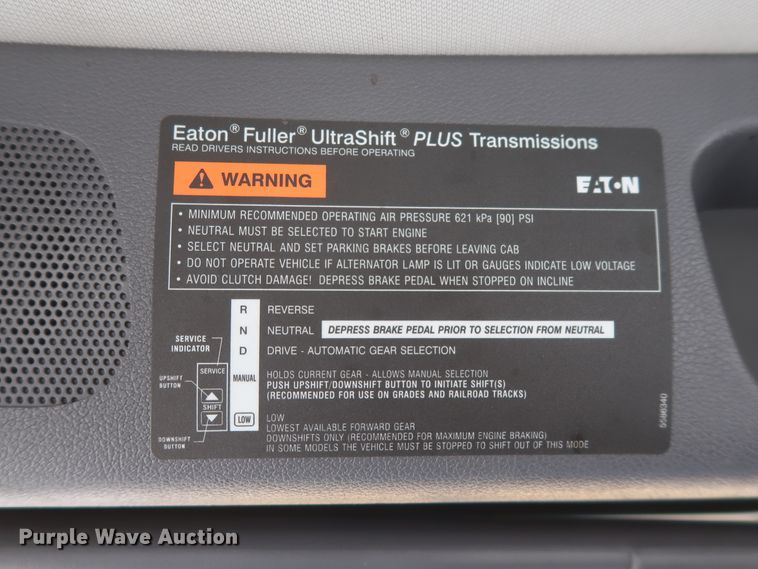 Eaton® Fuller® UltraShift® PLUS Transmissions
READ DRIVERS INSTRUCTIONS BEFORE OPERATING
WARNING
EATON
• MINIMUM RECOMMENDED OPERATING AIR PRESSURE 621 kPa [90] PSI
• NEUTRAL MUST BE SELECTED TO START ENGINE
• SELECT NEUTRAL AND SET PARKING BRAKES BEFORE LEAVING CAB
• DO NOT OPERATE VEHICLE IF ALTERNATOR LAMP IS LIT OR GAUGES INDICATE LOW VOLTAGE
• AVOID CLUTCH DAMAGE! DEPRESS BRAKE PEDAL WHEN STOPPED ON INCLINE
R REVERSE
N NEUTRAL DEPRESS BRAKE PEDAL PRIOR TO SELECTION FROM NEUTRAL
D DRIVE - AUTOMATIC GEAR SELECTION
MANUAL HOLDS CURRENT GEAR - ALLOWS MANUAL SELECTION
PUSH UPSHIFT/DOWNSHIFT BUTTON TO INITIATE SHIFT(S)
(RECOMMENDED FOR USE ON GRADES AND RAILROAD TRACKS)
LOW LOW
LOWEST AVAILABLE FORWARD GEAR
DOWNSHIFTS ONLY (RECOMMENDED FOR MAXIMUM ENGINE BRAKING)
IN SOME MODELS THE VEHICLE MUST BE STOPPED TO SHIFT OUT OF THIS MODE
SERVICE
INDICATOR
SERVICE
UPSHIFT
BUTTON
SHIFT
DOWNSHIFT
BUTTON
5586340
Purple Wave Auction